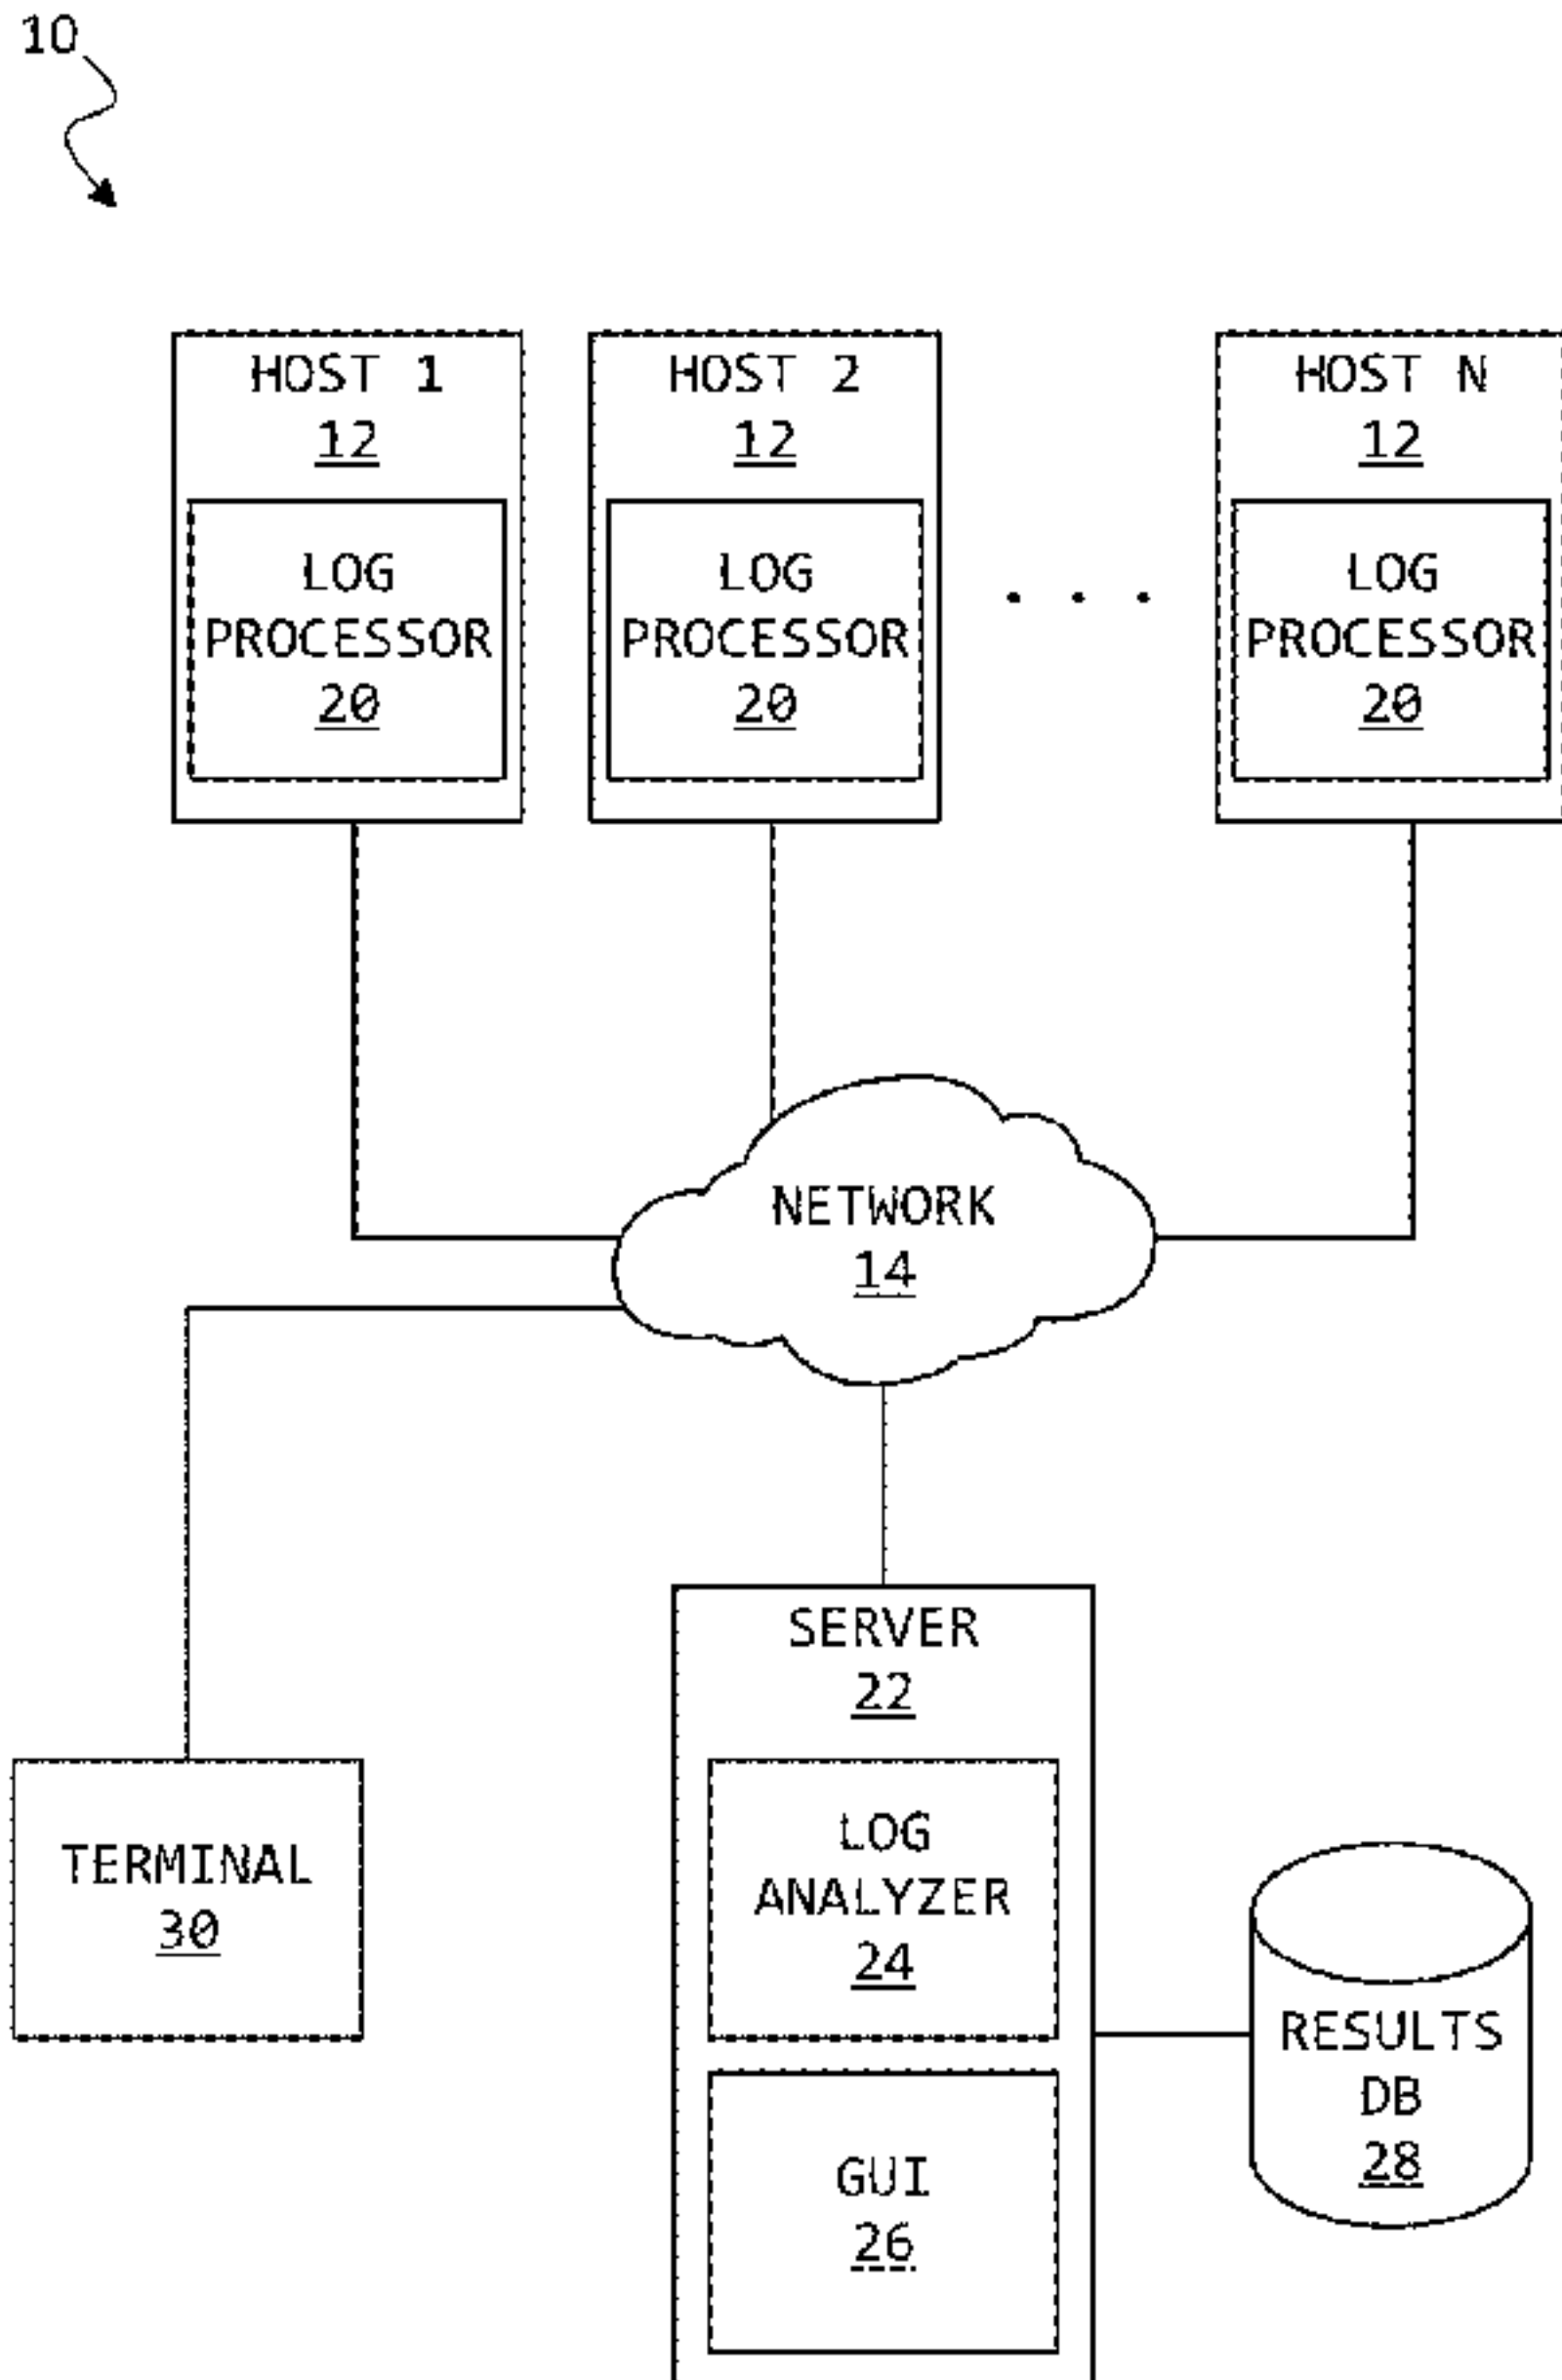 10
HOST 1
12
LOG
PROCESSOR
20
HOST 2
12
LOG
PROCESSOR
20
. . .
HOST N
12
LOG
PROCESSOR
20
NETWORK
14
TERMINAL
30
SERVER
22
LOG
ANALYZER
24
GUI
26
RESULTS
DB
28